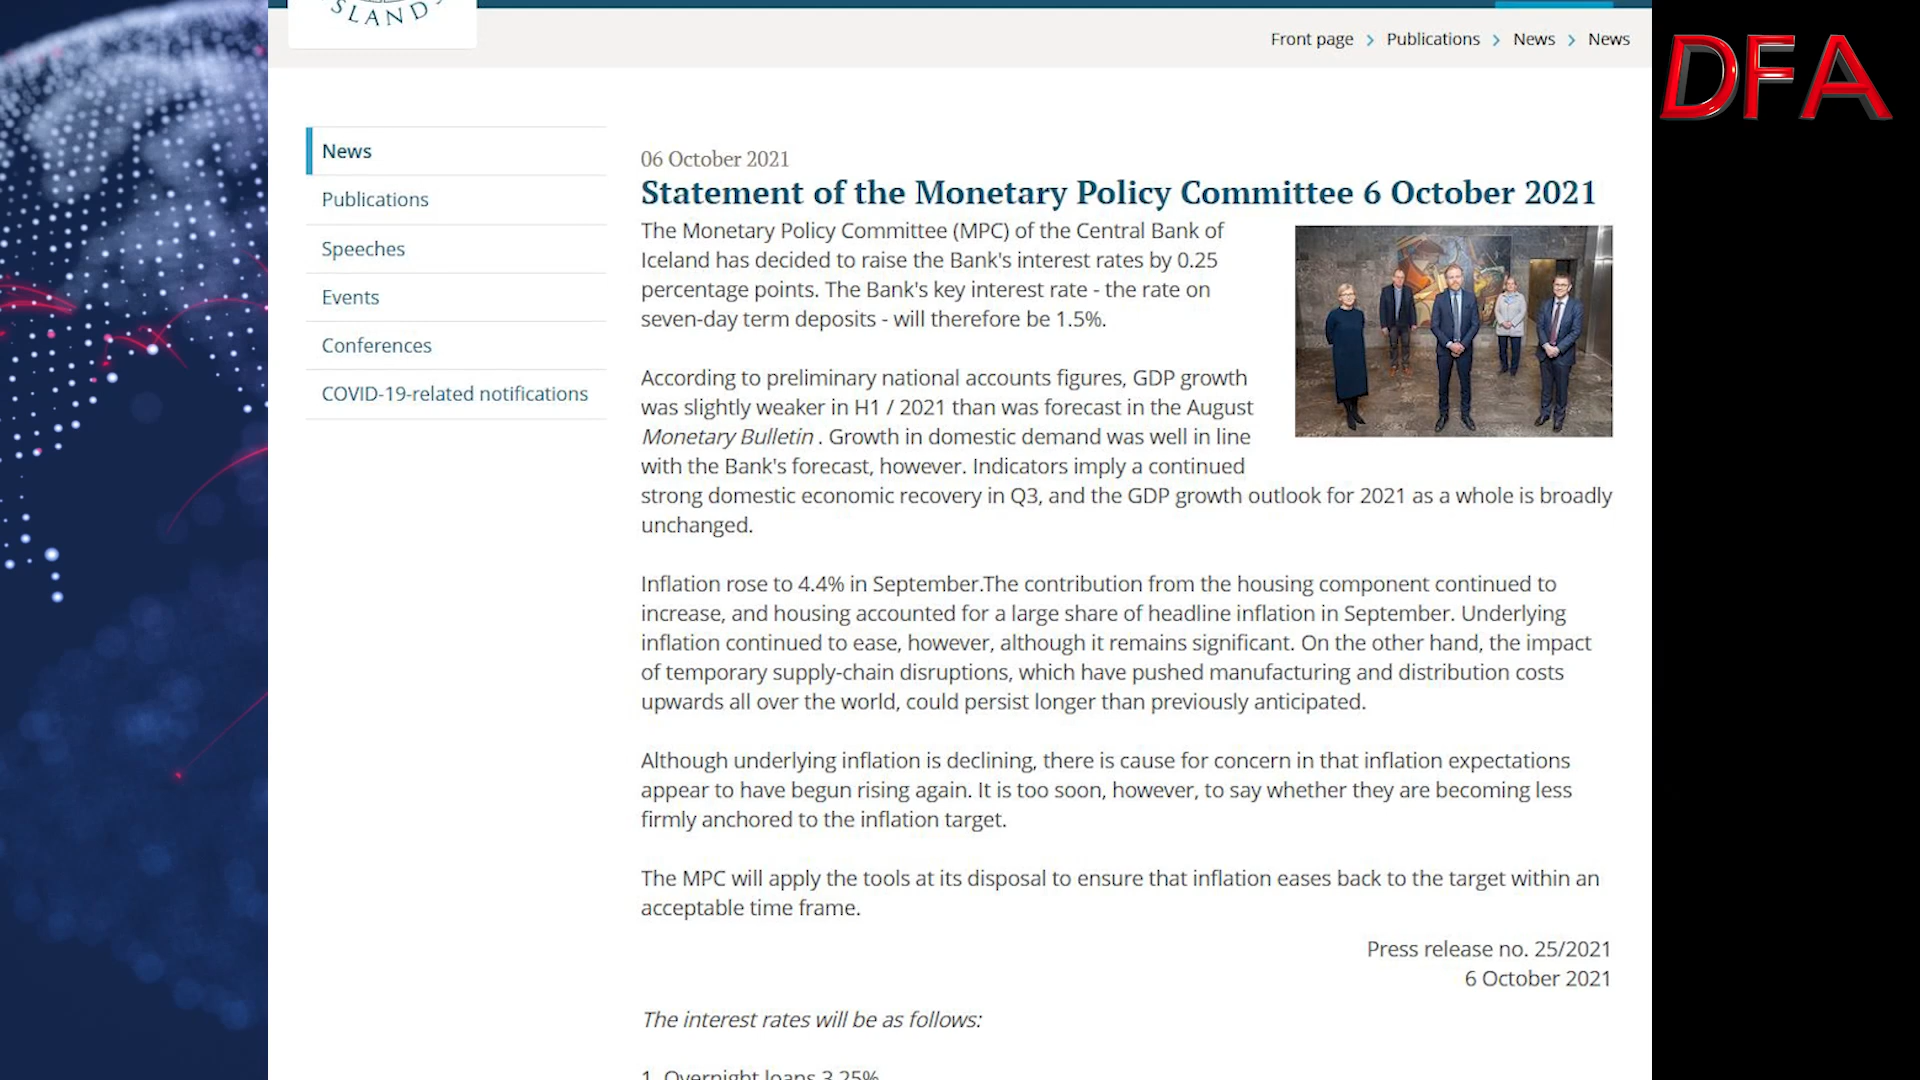 SLANDS
Front page > Publications > News > News
DFA
News
Publications
Speeches
Events
Conferences
COVID-19-related notifications
06 October 2021
Statement of the Monetary Policy Committee 6 October 2021
The Monetary Policy Committee (MPC) of the Central Bank of
Iceland has decided to raise the Bank's interest rates by 0.25
percentage points. The Bank's key interest rate - the rate on
seven-day term deposits - will therefore be 1.5%.
According to preliminary national accounts figures, GDP growth
was slightly weaker in H1 / 2021 than was forecast in the August
Monetary Bulletin . Growth in domestic demand was well in line
with the Bank's forecast, however. Indicators imply a continued
strong domestic economic recovery in Q3, and the GDP growth outlook for 2021 as a whole is broadly
unchanged.
Inflation rose to 4.4% in September.The contribution from the housing component continued to
increase, and housing accounted for a large share of headline inflation in September. Underlying
inflation continued to ease, however, although it remains significant. On the other hand, the impact
of temporary supply-chain disruptions, which have pushed manufacturing and distribution costs
upwards all over the world, could persist longer than previously anticipated.
Although underlying inflation is declining, there is cause for concern in that inflation expectations
appear to have begun rising again. It is too soon, however, to say whether they are becoming less
firmly anchored to the inflation target.
The MPC will apply the tools at its disposal to ensure that inflation eases back to the target within an
acceptable time frame.
Press release no. 25/2021
6 October 2021
The interest rates will be as follows:
1. Overnight loans 3.25%